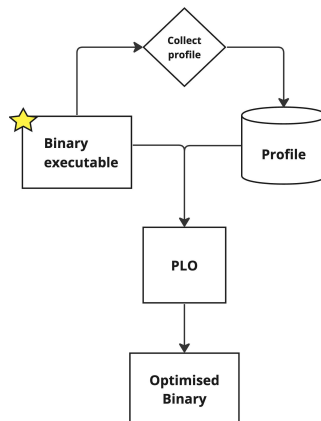 Collect
profile
Binary
executable
Profile
PLO
Optimised
Binary